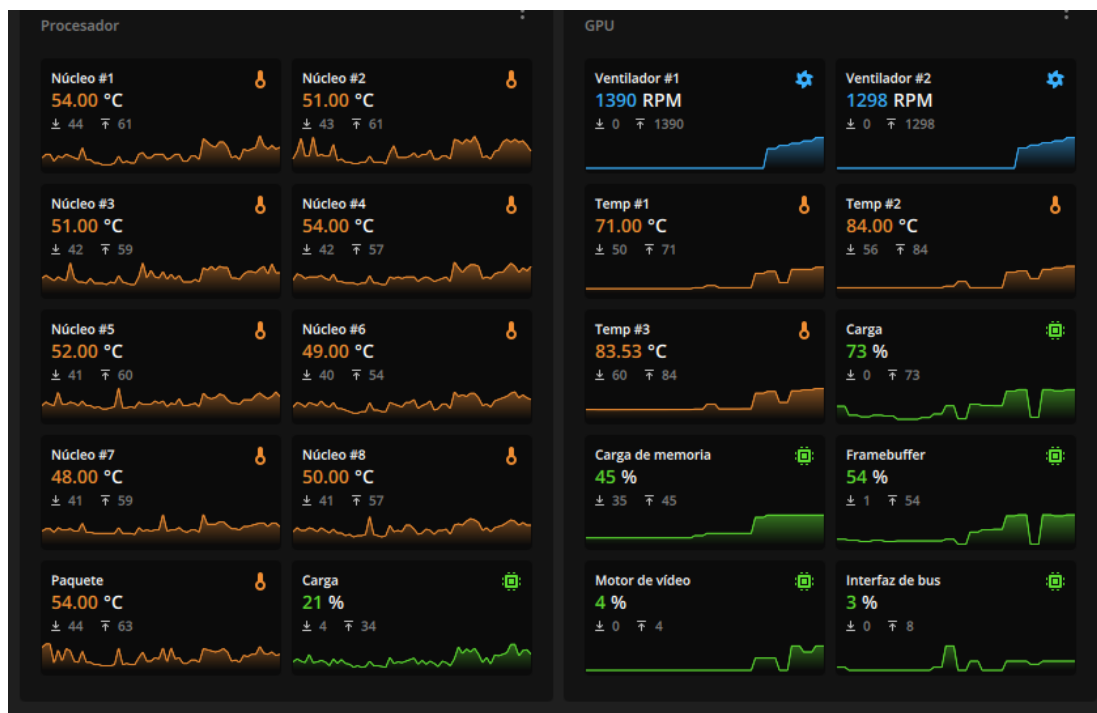 Procesador
Núcleo #1
54.00 °C
44 61
Núcleo #2
51.00 °C
43 61
Núcleo #3
51.00 °C
42 59
Núcleo #4
54.00 °C
42 57
Núcleo #5
52.00 °C
41 60
Núcleo #6
49.00 °C
40 54
Núcleo #7
48.00 °C
41 59
Núcleo #8
50.00 °C
41 57
Paquete
54.00 °C
44 63
Carga
21 %
4 34
GPU
Ventilador #1
1390 RPM
0 1390
Ventilador #2
1298 RPM
0 1298
Temp #1
71.00 °C
50 71
Temp #2
84.00 °C
56 84
Temp #3
83.53 °C
60 84
Carga
73 %
0 73
Carga de memoria
45 %
35 45
Framebuffer
54 %
1 54
Motor de vídeo
4 %
0 4
Interfaz de bus
3 %
0 8